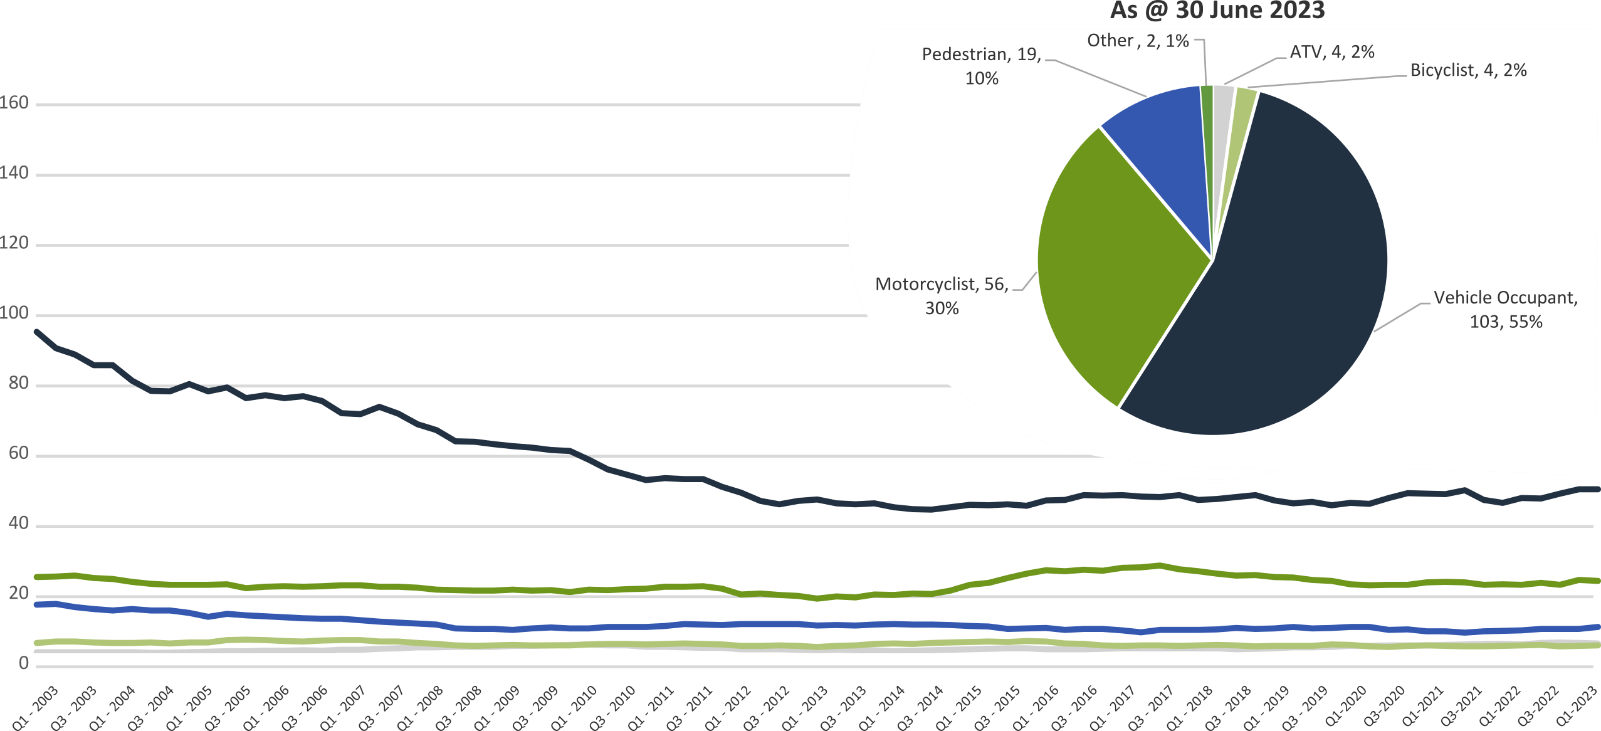 As @ 30 June 2023
Other , 2, 1%
Pedestrian, 19,
10%
ATV, 4, 2%
Bicyclist, 4, 2%
Motorcyclist, 56,
30%
Vehicle Occupant,
103, 55%
160
140
120
100
80
60
40
20
0
Q1 - 2003
Q3 - 2003
Q1 - 2004
Q3 - 2004
Q1 - 2005
Q3 - 2005
Q1 - 2006
Q3 - 2006
Q1 - 2007
Q3 - 2007
Q1 - 2008
Q3 - 2008
Q1 - 2009
Q3 - 2009
Q1 - 2010
Q3 - 2010
Q1 - 2011
Q3 - 2011
Q1 - 2012
Q3 - 2012
Q1 - 2013
Q3 - 2013
Q1 - 2014
Q3 - 2014
Q1 - 2015
Q3 - 2015
Q1 - 2016
Q3 - 2016
Q1 - 2017
Q3 - 2017
Q1 - 2018
Q3 - 2018
Q1 - 2019
Q3 - 2019
Q1-2020
Q3-2020
Q1-2021
Q3-2021
Q1-2022
Q3-2022
Q1-2023